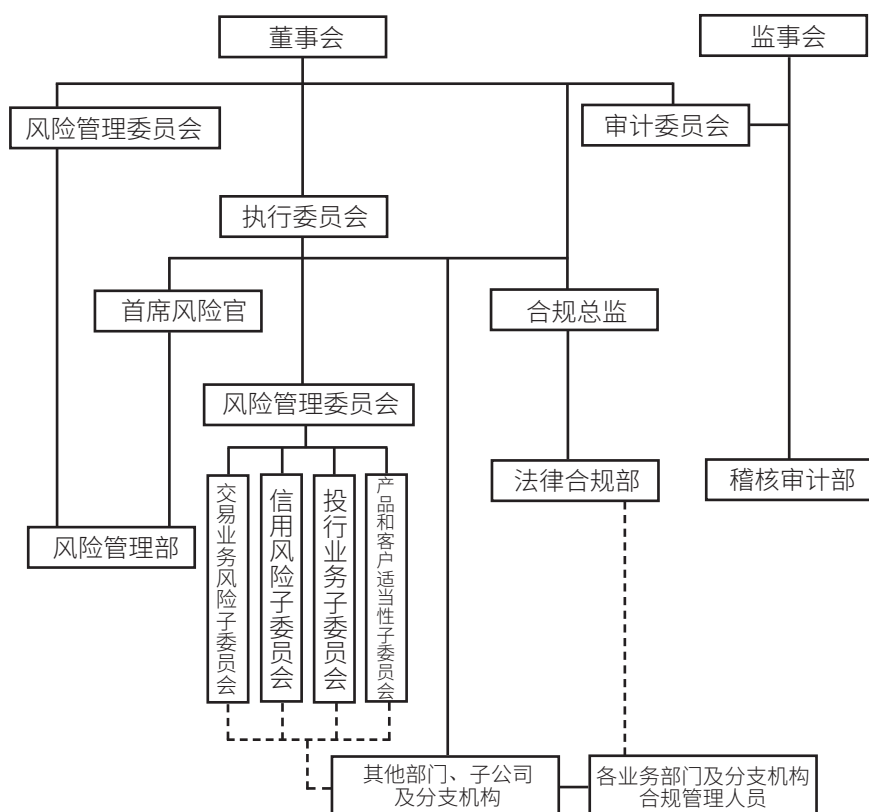 董事会
监事会
风险管理委员会
审计委员会
执行委员会
首席风险官
合规总监
风险管理委员会
法律合规部
稽核审计部
风险管理部
交易业务风险子委员会
信用风险子委员会
投行业务子委员会
产品和客户适当性子委员会
其他部门、子公司
及分支机构
各业务部门及分支机构
合规管理人员